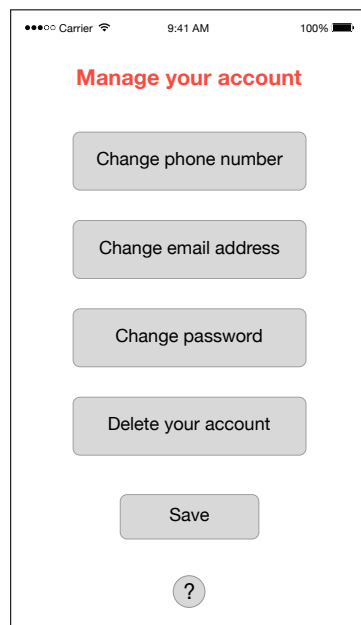 Carrier 9:41 AM 100%
Manage your account
Change phone number
Change email address
Change password
Delete your account
Save
?